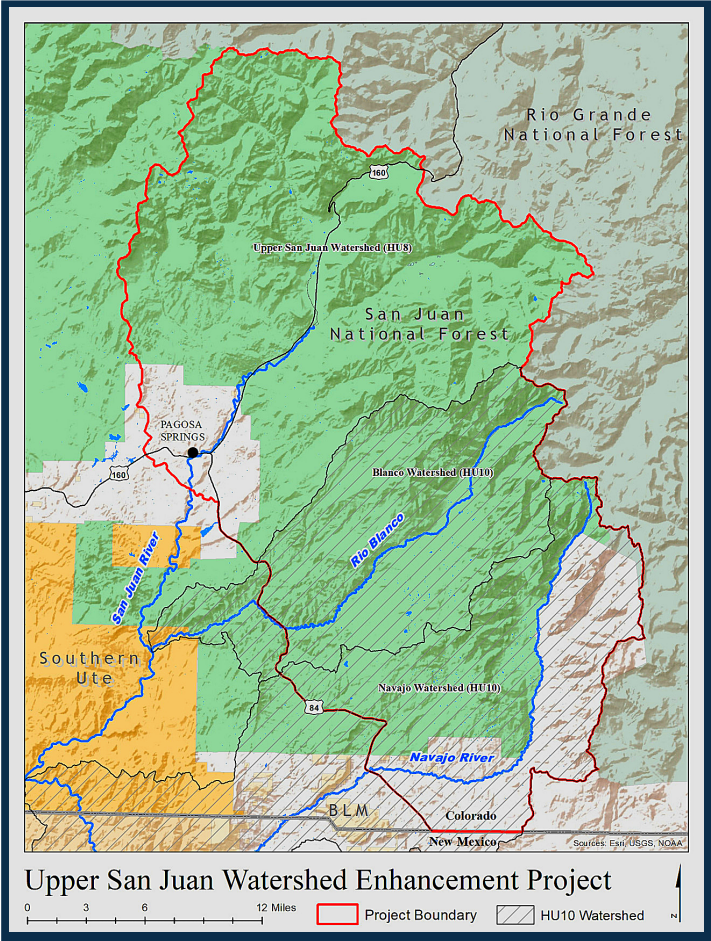 Rio Grande
National Forest
160
Upper San Juan Watershed (HU8)
San Juan
National Forest
PAGOSA
SPRINGS
160
Blanco Watershed (HU10)
Rio Blanco
San Juan River
Southern
Ute
Navajo Watershed (HU10)
84
Navajo River
BLM
Colorado
New Mexico
Sources: Esri, USGS, NOAA
Upper San Juan Watershed Enhancement Project
0 3 6 12 Miles
Project Boundary
HU10 Watershed
N